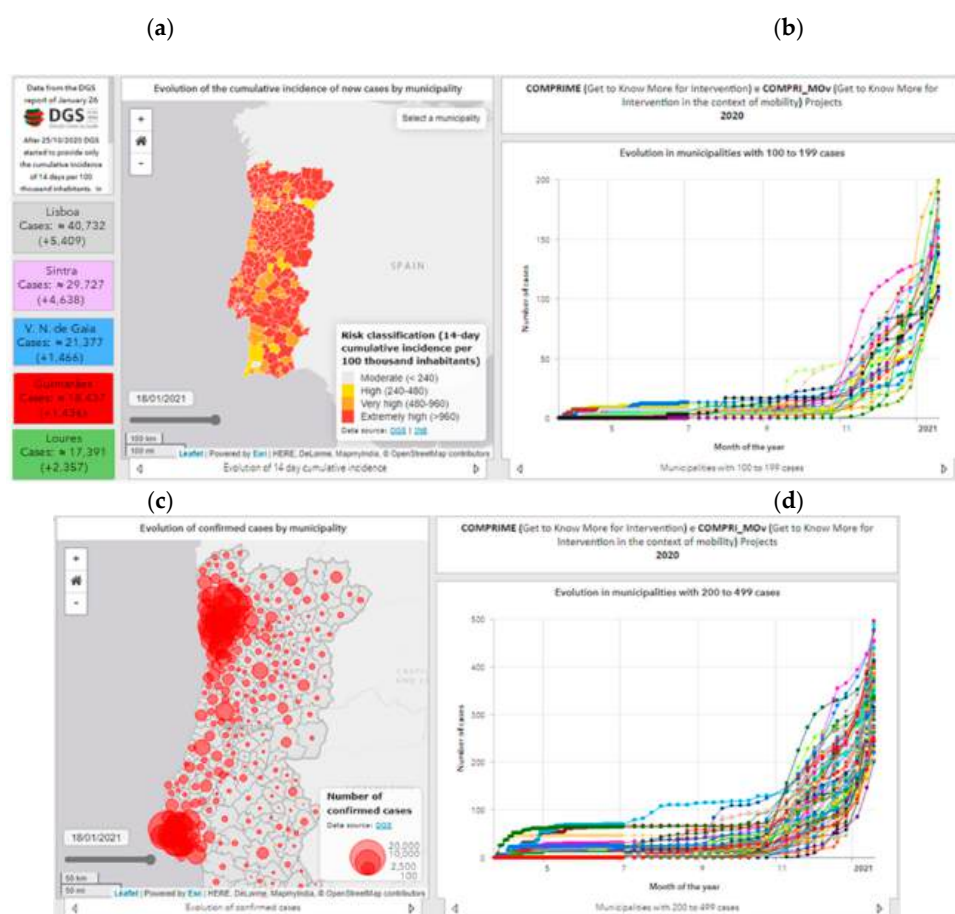 (a)
(b)
Data from the DGS
report of January 26
DGS
After 25/10/2020 DGS
started to provide only
the cumulative incidence
of 14 days per 100
thousand inhabitants. In
Lisboa
Cases: ≈ 40,732
(+5,409)
Sintra
Cases: ≈ 29,727
(+4,638)
V. N. de Gaia
Cases: ≈ 21,377
(+1,466)
Guimarães
Cases: ≈ 18,437
Loures
Cases: ≈ 17,391
(+2,357)
Evolution of the cumulative incidence of new cases by municipality
+
-
Select a municipality
SPAIN
Risk classification (14-day
cumulative incidence per
100 thousand inhabitants)
Moderate (< 240)
High (240-480)
Very high (480-960)
Extremely high (>960)
Data source: DGS | INE
18/01/2021
100 km
100 mi
Leaflet | Powered by Esri | HERE, DeLorme, MapmyIndia, © OpenStreetMap contributors
Evolution of 14 day cumulative incidence
COMPRIME (Get to Know More for Intervention) e COMPRI_MOv (Get to Know More for
Intervention in the context of mobility) Projects
2020
Evolution in municipalities with 100 to 199 cases
200
150
100
50
0
Number of cases
5
7
9
11
2021
Month of the year
Municipalities with 100 to 199 cases
(c)
(d)
Evolution of confirmed cases by municipality
+
-
Number of
confirmed cases
Data source: DGS
20,000
10,000
2,500
100
18/01/2021
50 km
50 mi
Leaflet | Powered by Esri | HERE, DeLorme, MapmyIndia, © OpenStreetMap contributors
Evolution of confirmed cases
COMPRIME (Get to Know More for Intervention) e COMPRI_MOv (Get to Know More for
Intervention in the context of mobility) Projects
2020
Evolution in municipalities with 200 to 499 cases
500
400
300
200
100
0
Number of cases
5
7
9
11
2021
Month of the year
Municipalities with 200 to 499 cases